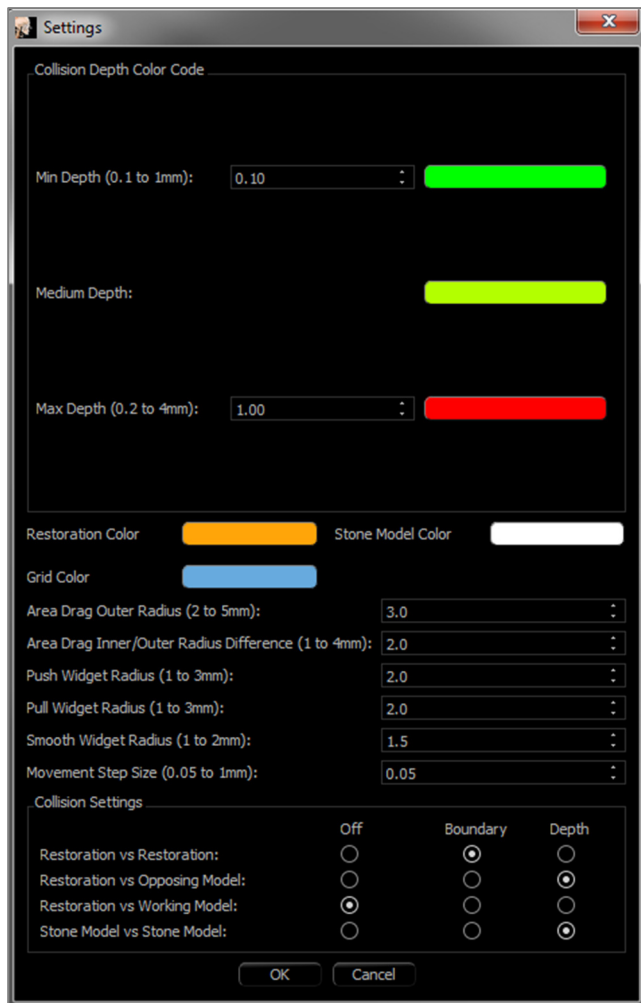 Settings
Collision Depth Color Code
Min Depth (0.1 to 1mm): 0.10
Medium Depth:
Max Depth (0.2 to 4mm): 1.00
Restoration Color Stone Model Color
Grid Color
Area Drag Outer Radius (2 to 5mm): 3.0
Area Drag Inner/Outer Radius Difference (1 to 4mm): 2.0
Push Widget Radius (1 to 3mm): 2.0
Pull Widget Radius (1 to 3mm): 2.0
Smooth Widget Radius (1 to 2mm): 1.5
Movement Step Size (0.05 to 1mm): 0.05
Collision Settings
Off Boundary Depth
Restoration vs Restoration:
Restoration vs Opposing Model:
Restoration vs Working Model:
Stone Model vs Stone Model:
OK Cancel